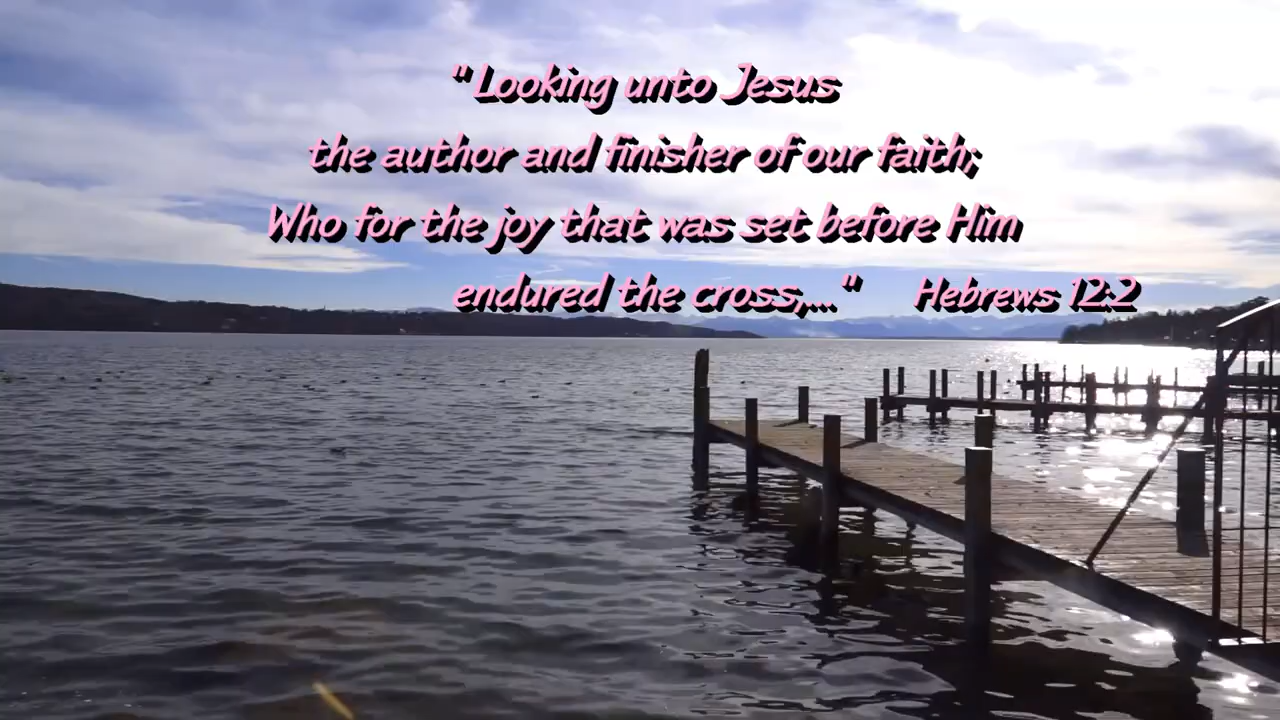 "Looking unto Jesus
the author and finisher of our faith;
Who for the joy that was set before Him
endured the cross,..." Hebrews 12:2